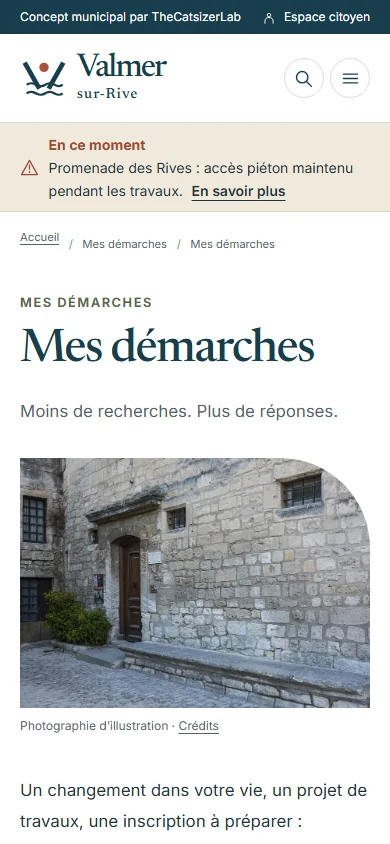 Concept municipal par TheCatsizerLab
Espace citoyen
Valmer
sur-Rive
En ce moment
Promenade des Rives : accès piéton maintenu
pendant les travaux. En savoir plus
Accueil / Mes démarches / Mes démarches
MES DÉMARCHES
Mes démarches
Moins de recherches. Plus de réponses.
Photographie d’illustration · Crédits
Un changement dans votre vie, un projet de
travaux, une inscription à préparer :